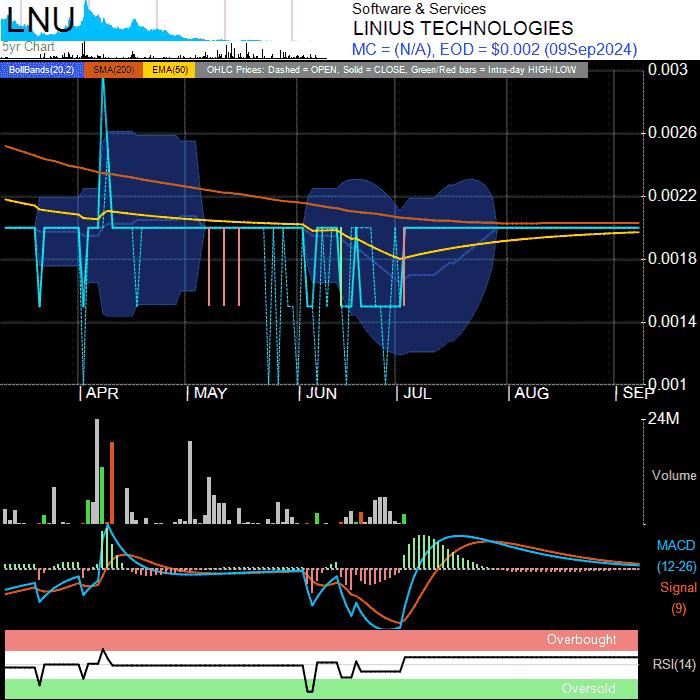 LNU
5yr Chart
Software & Services
LINIUS TECHNOLOGIES
MC = (N/A), EOD = $0.002 (09Sep2024)
BollBands(20,2) SMA(200) EMA(50) OHLC Prices: Dashed = OPEN, Solid = CLOSE, Green/Red bars = Intra-day HIGH/LOW
0.003
0.0026
0.0022
0.0018
0.0014
0.001
APR MAY JUN JUL AUG SEP
24M
Volume
MACD
(12-26)
Signal
(9)
Overbought
RSI(14)
Oversold